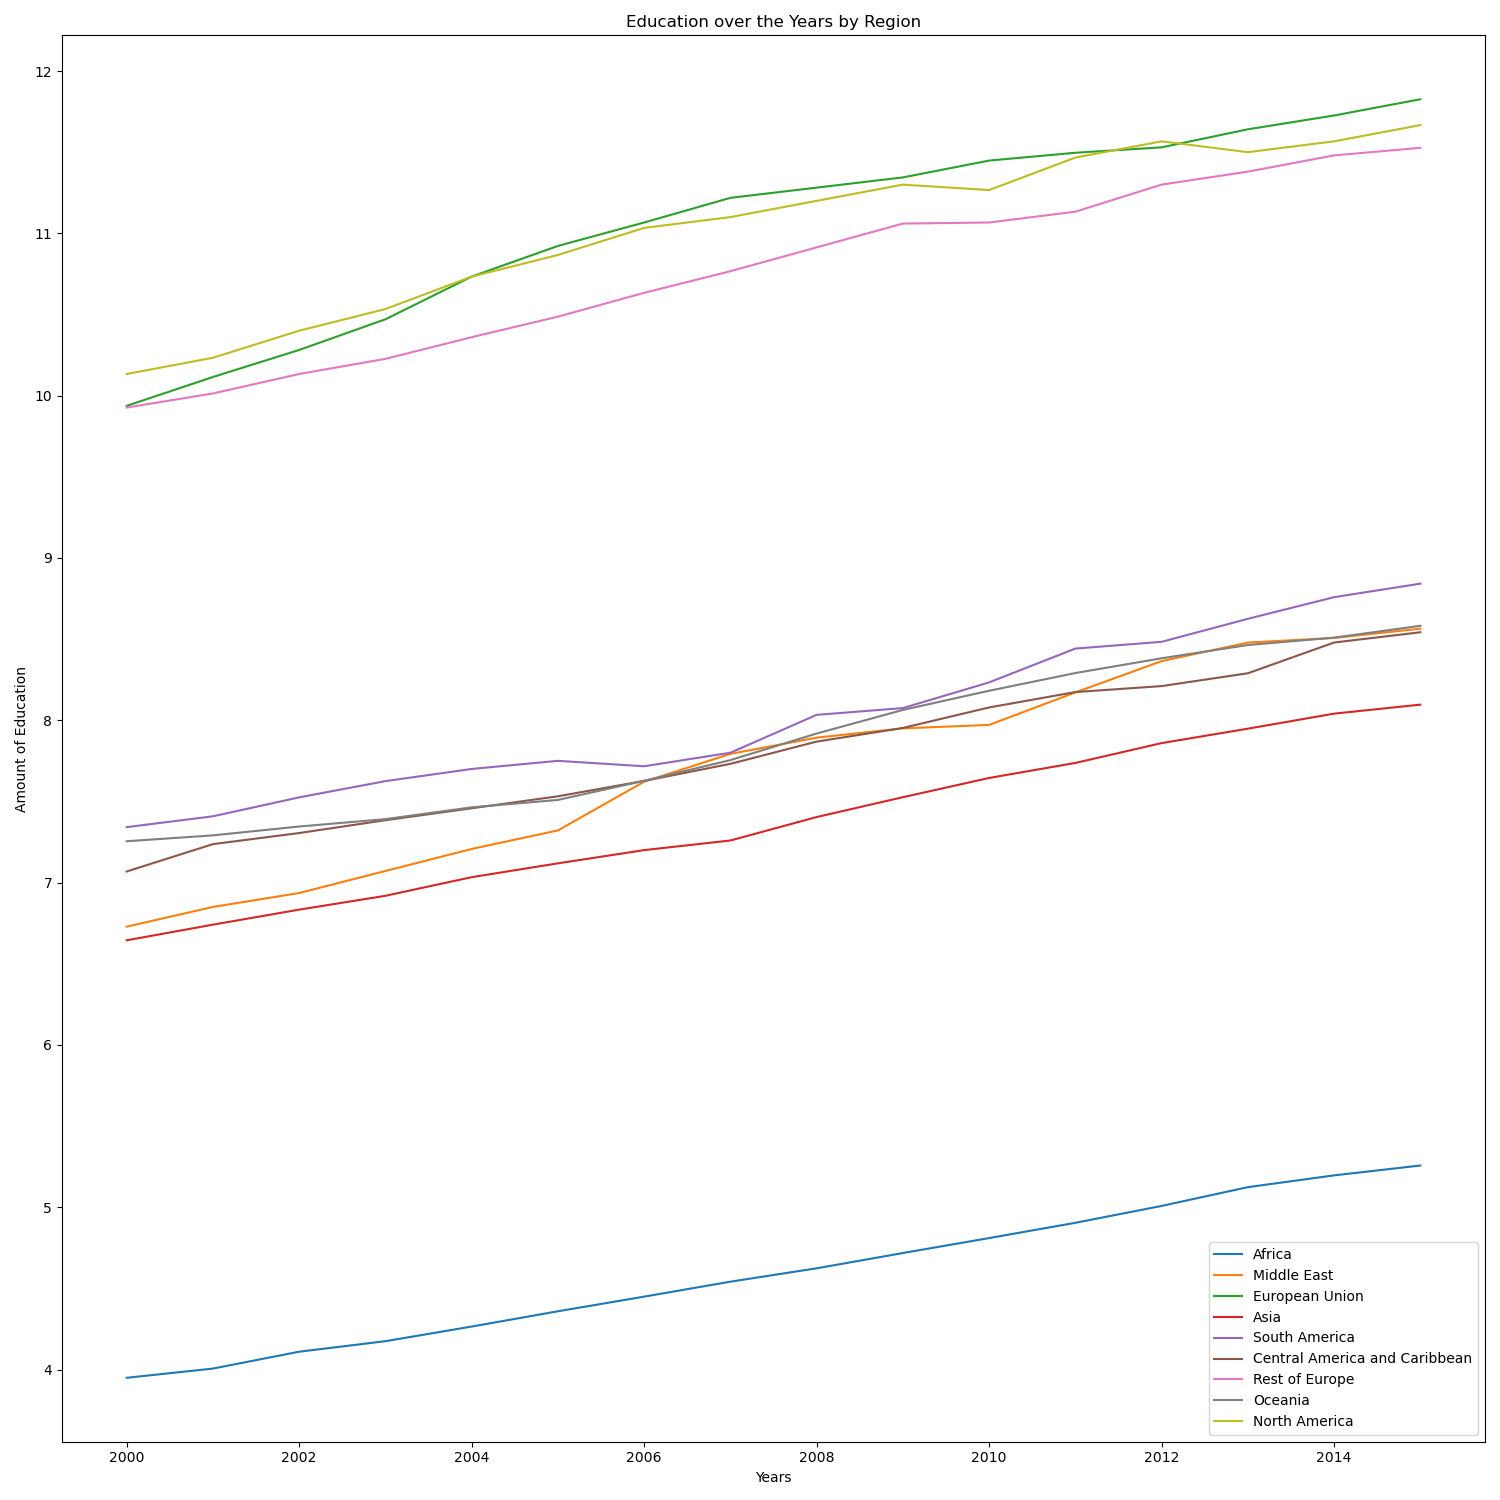 Education over the Years by Region
12
11
10
9
8
7
6
5
4
Amount of Education
Africa
Middle East
European Union
Asia
South America
Central America and Caribbean
Rest of Europe
Oceania
North America
2000 2002 2004 2006 2008 2010 2012 2014
Years